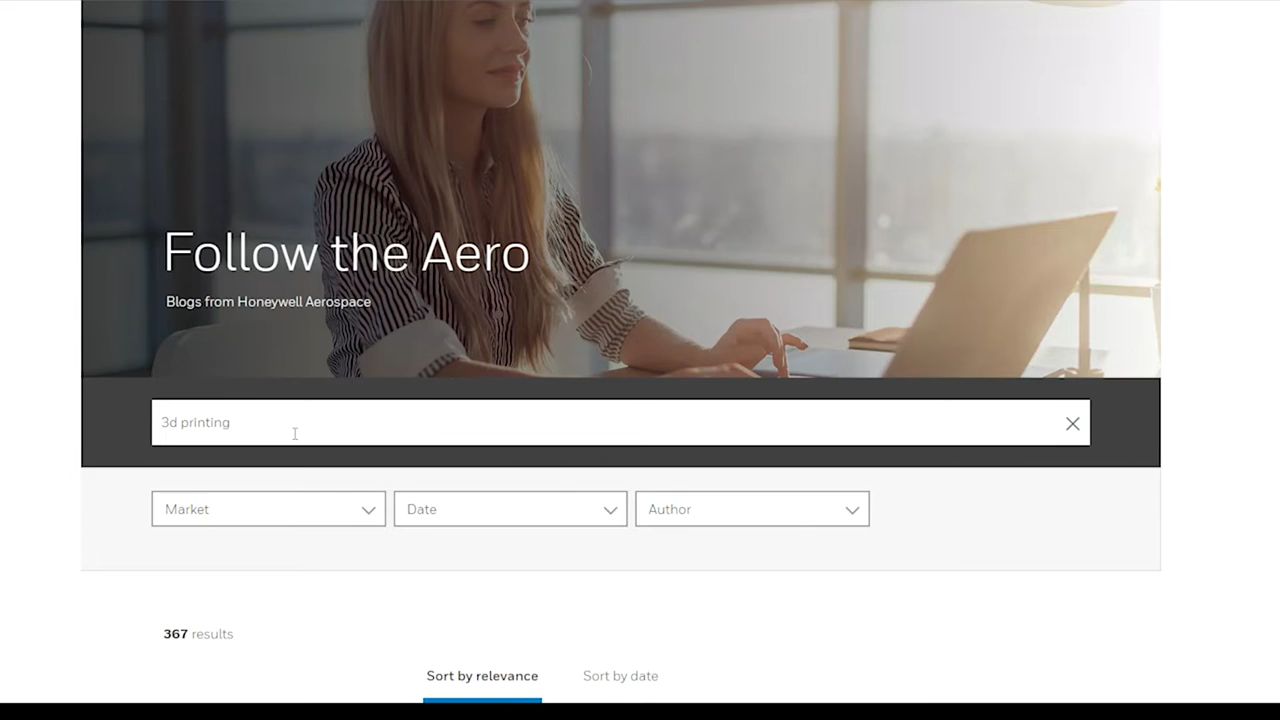 Follow the Aero
Blogs from Honeywell Aerospace
3d printing
Market Date Author
367 results
Sort by relevance Sort by date